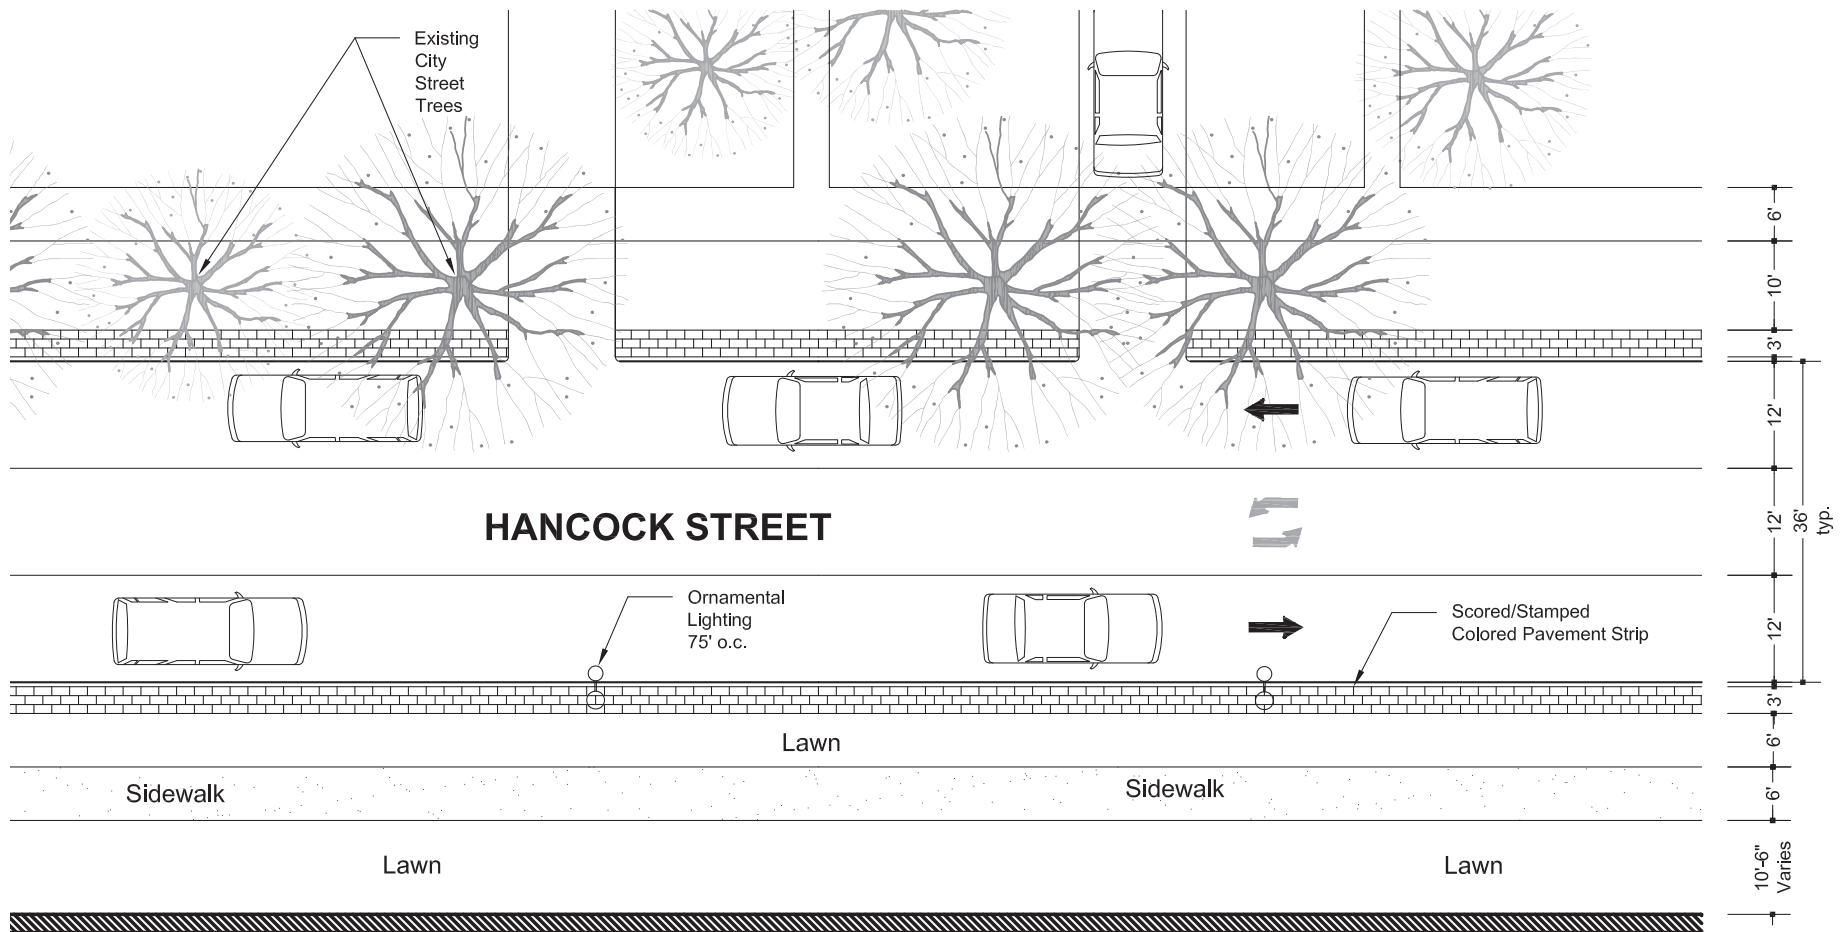 Existing
City
Street
Trees
6'
10'
3'
12'
HANCOCK STREET
12'
36'
typ.
Ornamental
Lighting
75' o.c.
Scored/Stamped
Colored Pavement Strip
12'
3'
Lawn
6'
Sidewalk
Sidewalk
6'
Lawn
Lawn
10'-6"
Varies